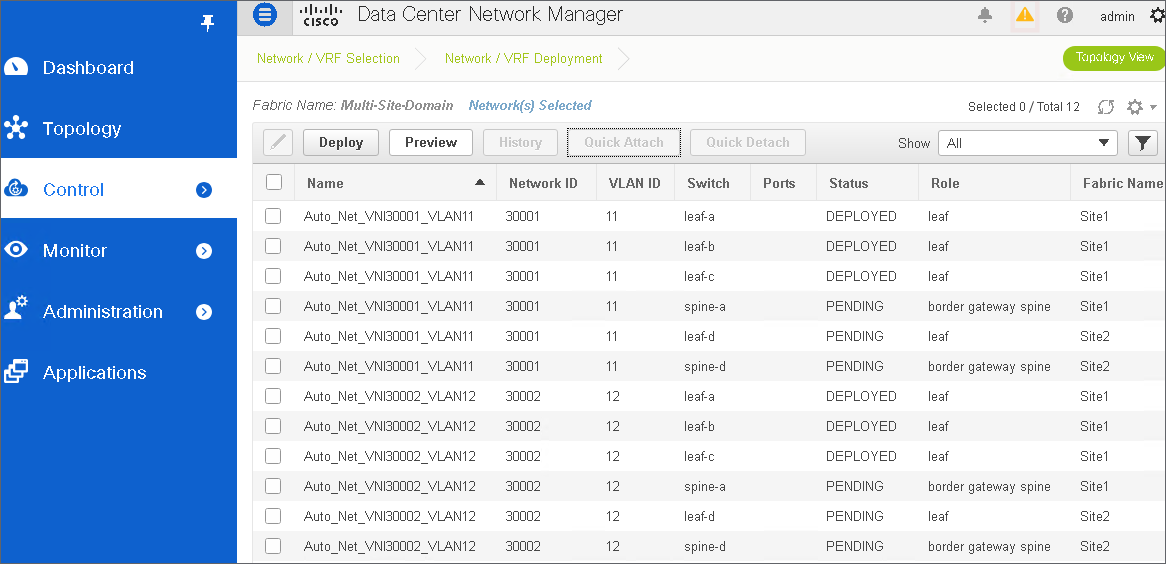 cisco Data Center Network Manager admin
Dashboard
Topology
Control
Monitor
Administration
Applications
Network / VRF Selection Network / VRF Deployment Topology View
Fabric Name: Multi-Site-Domain Network(s) Selected Selected 0 / Total 12
Deploy Preview History Quick Attach Quick Detach Show All
Name Network ID VLAN ID Switch Ports Status Role Fabric Name
Auto_Net_VNI30001_VLAN11 30001 11 leaf-a DEPLOYED leaf Site1
Auto_Net_VNI30001_VLAN11 30001 11 leaf-b DEPLOYED leaf Site1
Auto_Net_VNI30001_VLAN11 30001 11 leaf-c DEPLOYED leaf Site1
Auto_Net_VNI30001_VLAN11 30001 11 spine-a PENDING border gateway spine Site1
Auto_Net_VNI30001_VLAN11 30001 11 leaf-d PENDING leaf Site2
Auto_Net_VNI30001_VLAN11 30001 11 spine-d PENDING border gateway spine Site2
Auto_Net_VNI30002_VLAN12 30002 12 leaf-a DEPLOYED leaf Site1
Auto_Net_VNI30002_VLAN12 30002 12 leaf-b DEPLOYED leaf Site1
Auto_Net_VNI30002_VLAN12 30002 12 leaf-c DEPLOYED leaf Site1
Auto_Net_VNI30002_VLAN12 30002 12 spine-a PENDING border gateway spine Site1
Auto_Net_VNI30002_VLAN12 30002 12 leaf-d PENDING leaf Site2
Auto_Net_VNI30002_VLAN12 30002 12 spine-d PENDING border gateway spine Site2